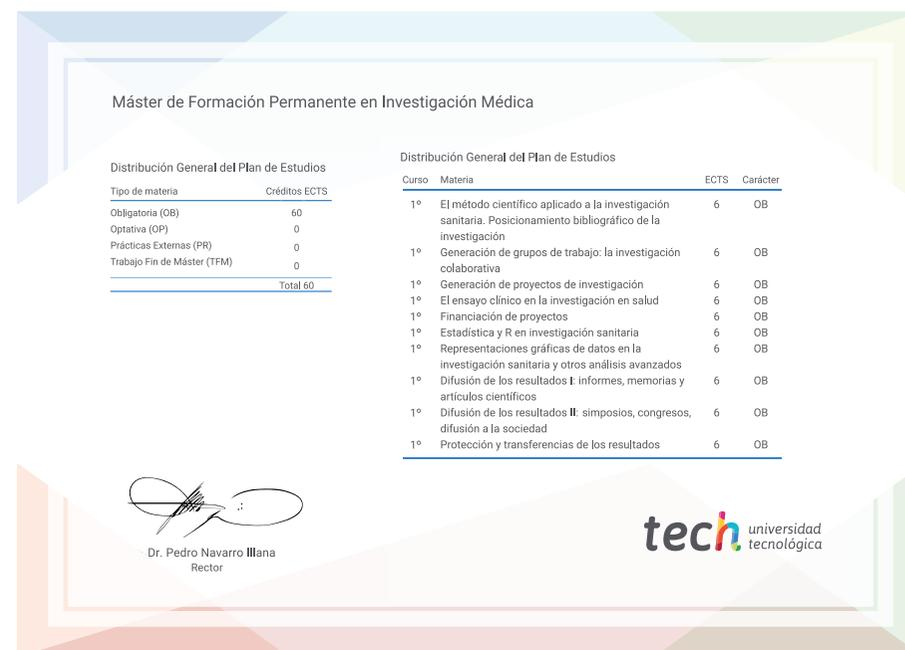 Máster de Formación Permanente en Investigación Médica
Distribución General del Plan de Estudios
Tipo de materia Créditos ECTS
Obligatoria (OB) 60
Optativa (OP) 0
Prácticas Externas (PR) 0
Trabajo Fin de Máster (TFM) 0
Total 60
Distribución General del Plan de Estudios
Curso Materia ECTS Carácter
1º El método científico aplicado a la investigación 6 OB
sanitaria. Posicionamiento bibliográfico de la
investigación
1º Generación de grupos de trabajo: la investigación 6 OB
colaborativa
1º Generación de proyectos de investigación 6 OB
1º El ensayo clínico en la investigación en salud 6 OB
1º Financiación de proyectos 6 OB
1º Estadística y R en investigación sanitaria 6 OB
1º Representaciones gráficas de datos en la 6 OB
investigación sanitaria y otros análisis avanzados
1º Difusión de los resultados I: informes, memorias y 6 OB
artículos científicos
1º Difusión de los resultados II: simposios, congresos, 6 OB
difusión a la sociedad
1º Protección y transferencias de los resultados 6 OB
Dr. Pedro Navarro Illana
Rector
tech universidad
tecnológica